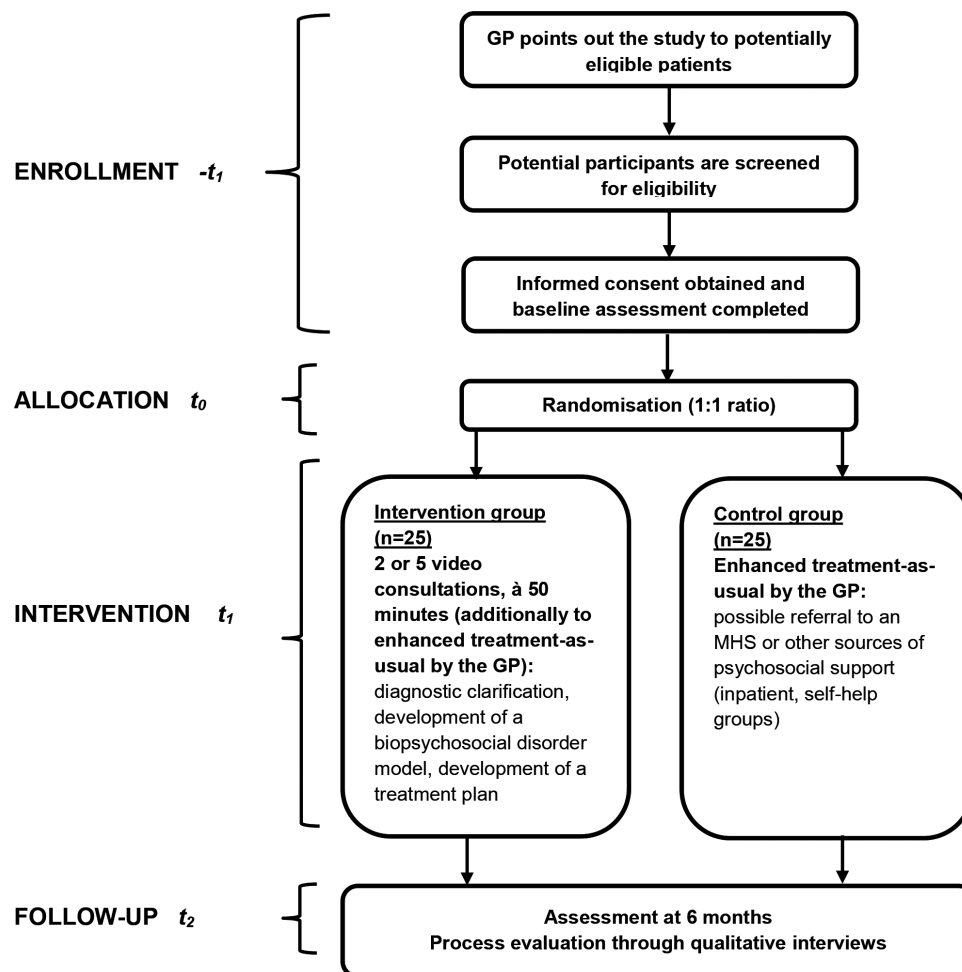 GP points out the study to potentially
eligible patients
ENROLLMENT -t1
Potential participants are screened
for eligibility
Informed consent obtained and
baseline assessment completed
ALLOCATION t0
Randomisation (1:1 ratio)
INTERVENTION t1
Intervention group
(n=25)
2 or 5 video
consultations, à 50
minutes (additionally to
enhanced treatment-as-
usual by the GP):
diagnostic clarification,
development of a
biopsychosocial disorder
model, development of a
treatment plan
Control group
(n=25)
Enhanced treatment-as-
usual by the GP:
possible referral to an
MHS or other sources of
psychosocial support
(inpatient, self-help
groups)
FOLLOW-UP t2
Assessment at 6 months
Process evaluation through qualitative interviews